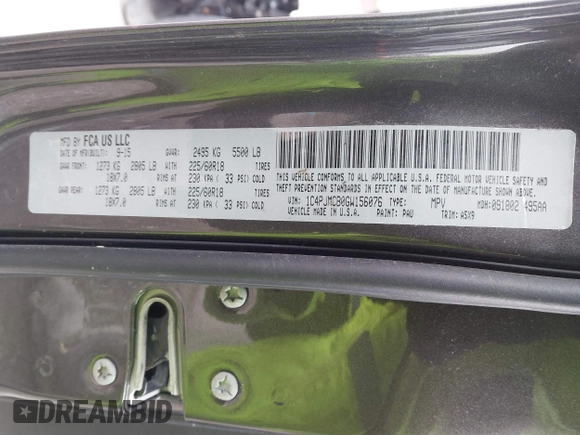 MFD BY FCA US LLC
DATE OF MFR(BUILT): 9-15 GVWR: 2495 KG 5500 LB
GAWR FRONT: 1273 KG 2805 LB WITH 225/60R18 TIRES
18X7.0 RIMS AT 230 KPA ( 33 PSI) COLD
GAWR REAR: 1273 KG 2805 LB WITH 225/60R18 TIRES
18X7.0 RIMS AT 230 KPA ( 33 PSI) COLD
THIS VEHICLE CONFORMS TO ALL APPLICABLE U.S.A. FEDERAL MOTOR VEHICLE SAFETY AND
THEFT PREVENTION STANDARDS IN EFFECT ON THE DATE OF MANUFACTURE SHOWN ABOVE.
VIN: 1C4PJMCB0GW156076 TYPE: MPV MDH:091802 495AA
VEHICLE MADE IN U.S.A. PAINT: PAU TRIM: A5X9
DREAMBID